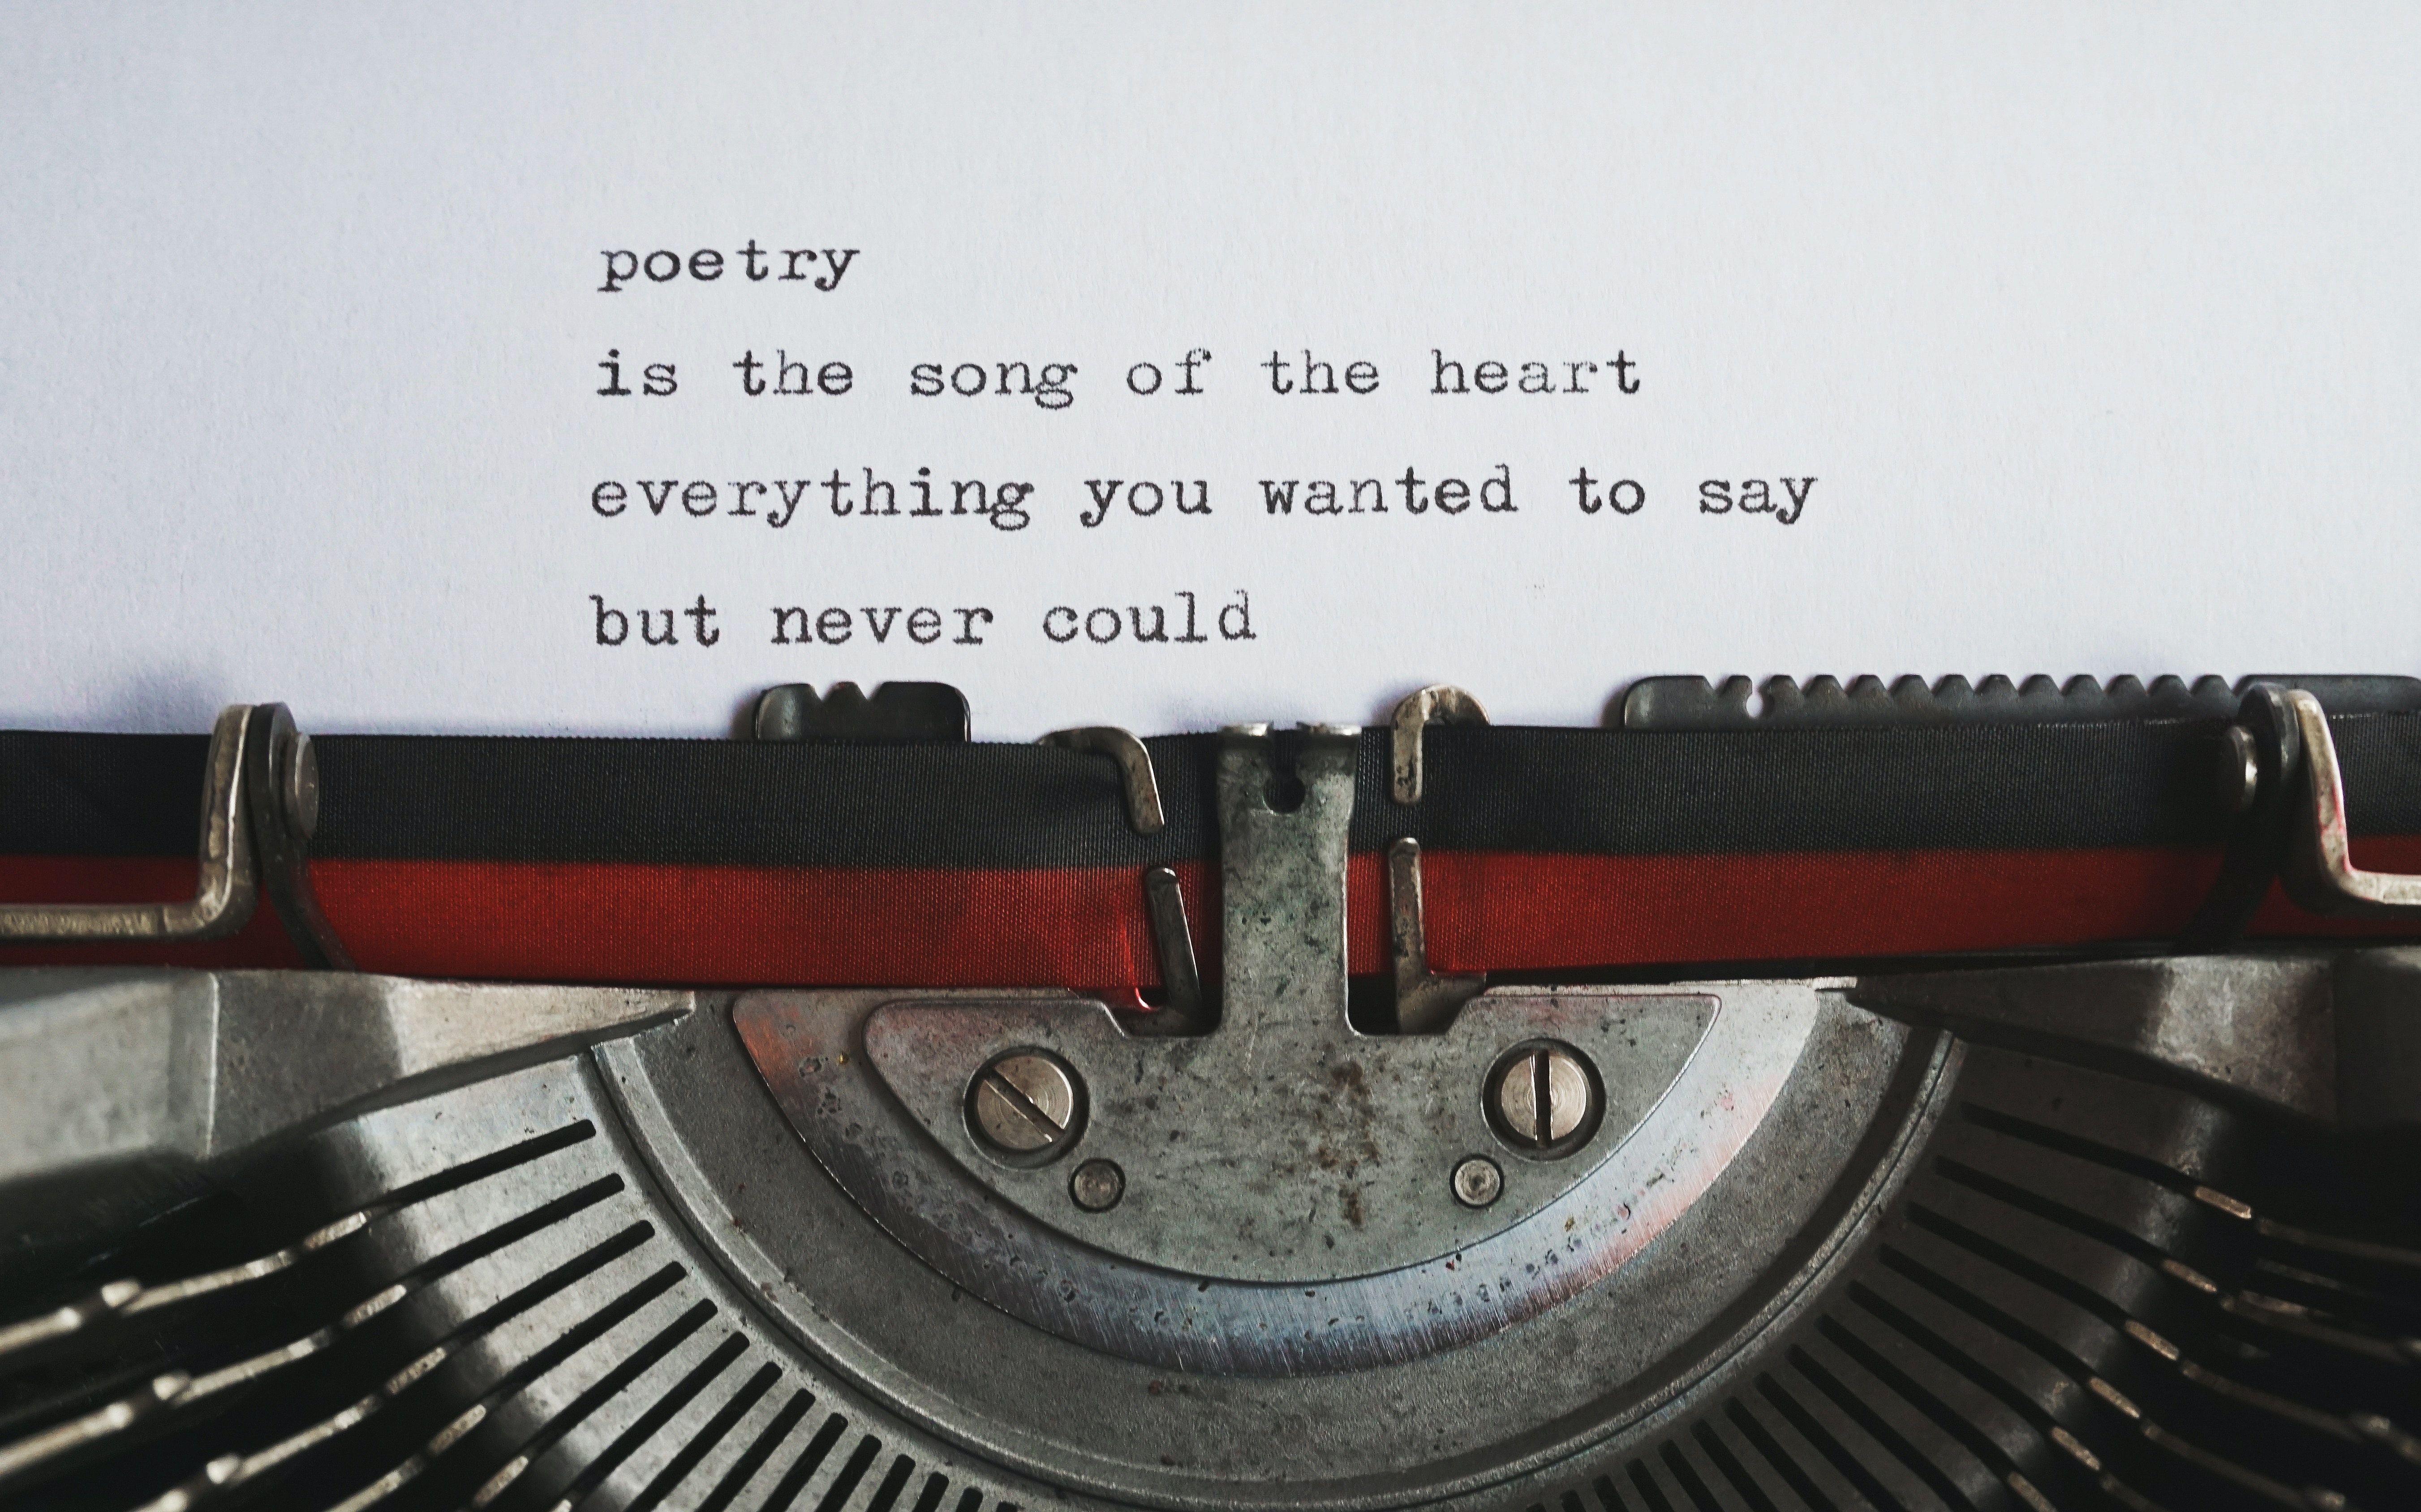 poetry
is the song of the heart
everything you wanted to say
but never could